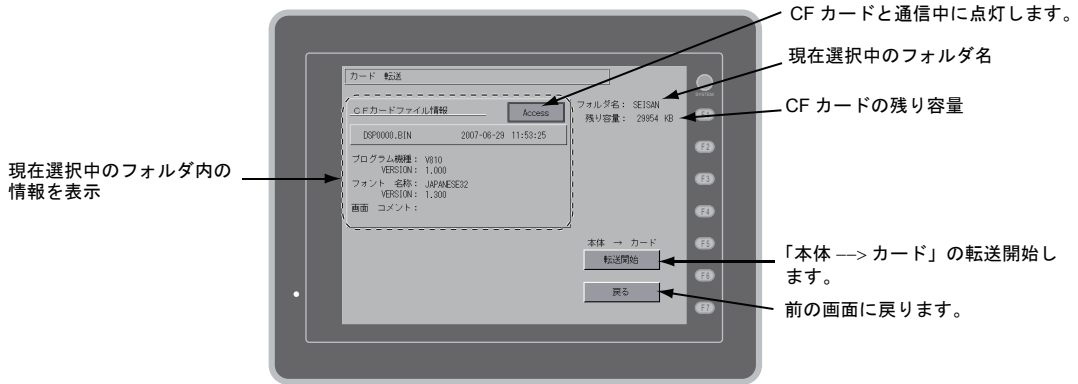 CF カードと通信中に点灯します。
現在選択中のフォルダ名
CF カードの残り容量
現在選択中のフォルダ内の
情報を表示
カード 転送
CFカードファイル情報
Access
DSP0000.BIN 2007-06-29 11:53:25
プログラム機種： V810
VERSION： 1.000
フォント 名称： JAPANESE32
VERSION： 1.300
画面 コメント：
フォルダ名： SEISAN
残り容量： 29954 KB
本体 → カード
転送開始
戻る
SYSTEM
F1
F2
F3
F4
F5
F6
F7
「本体 ––> カード」の転送開始し
ます。
前の画面に戻ります。